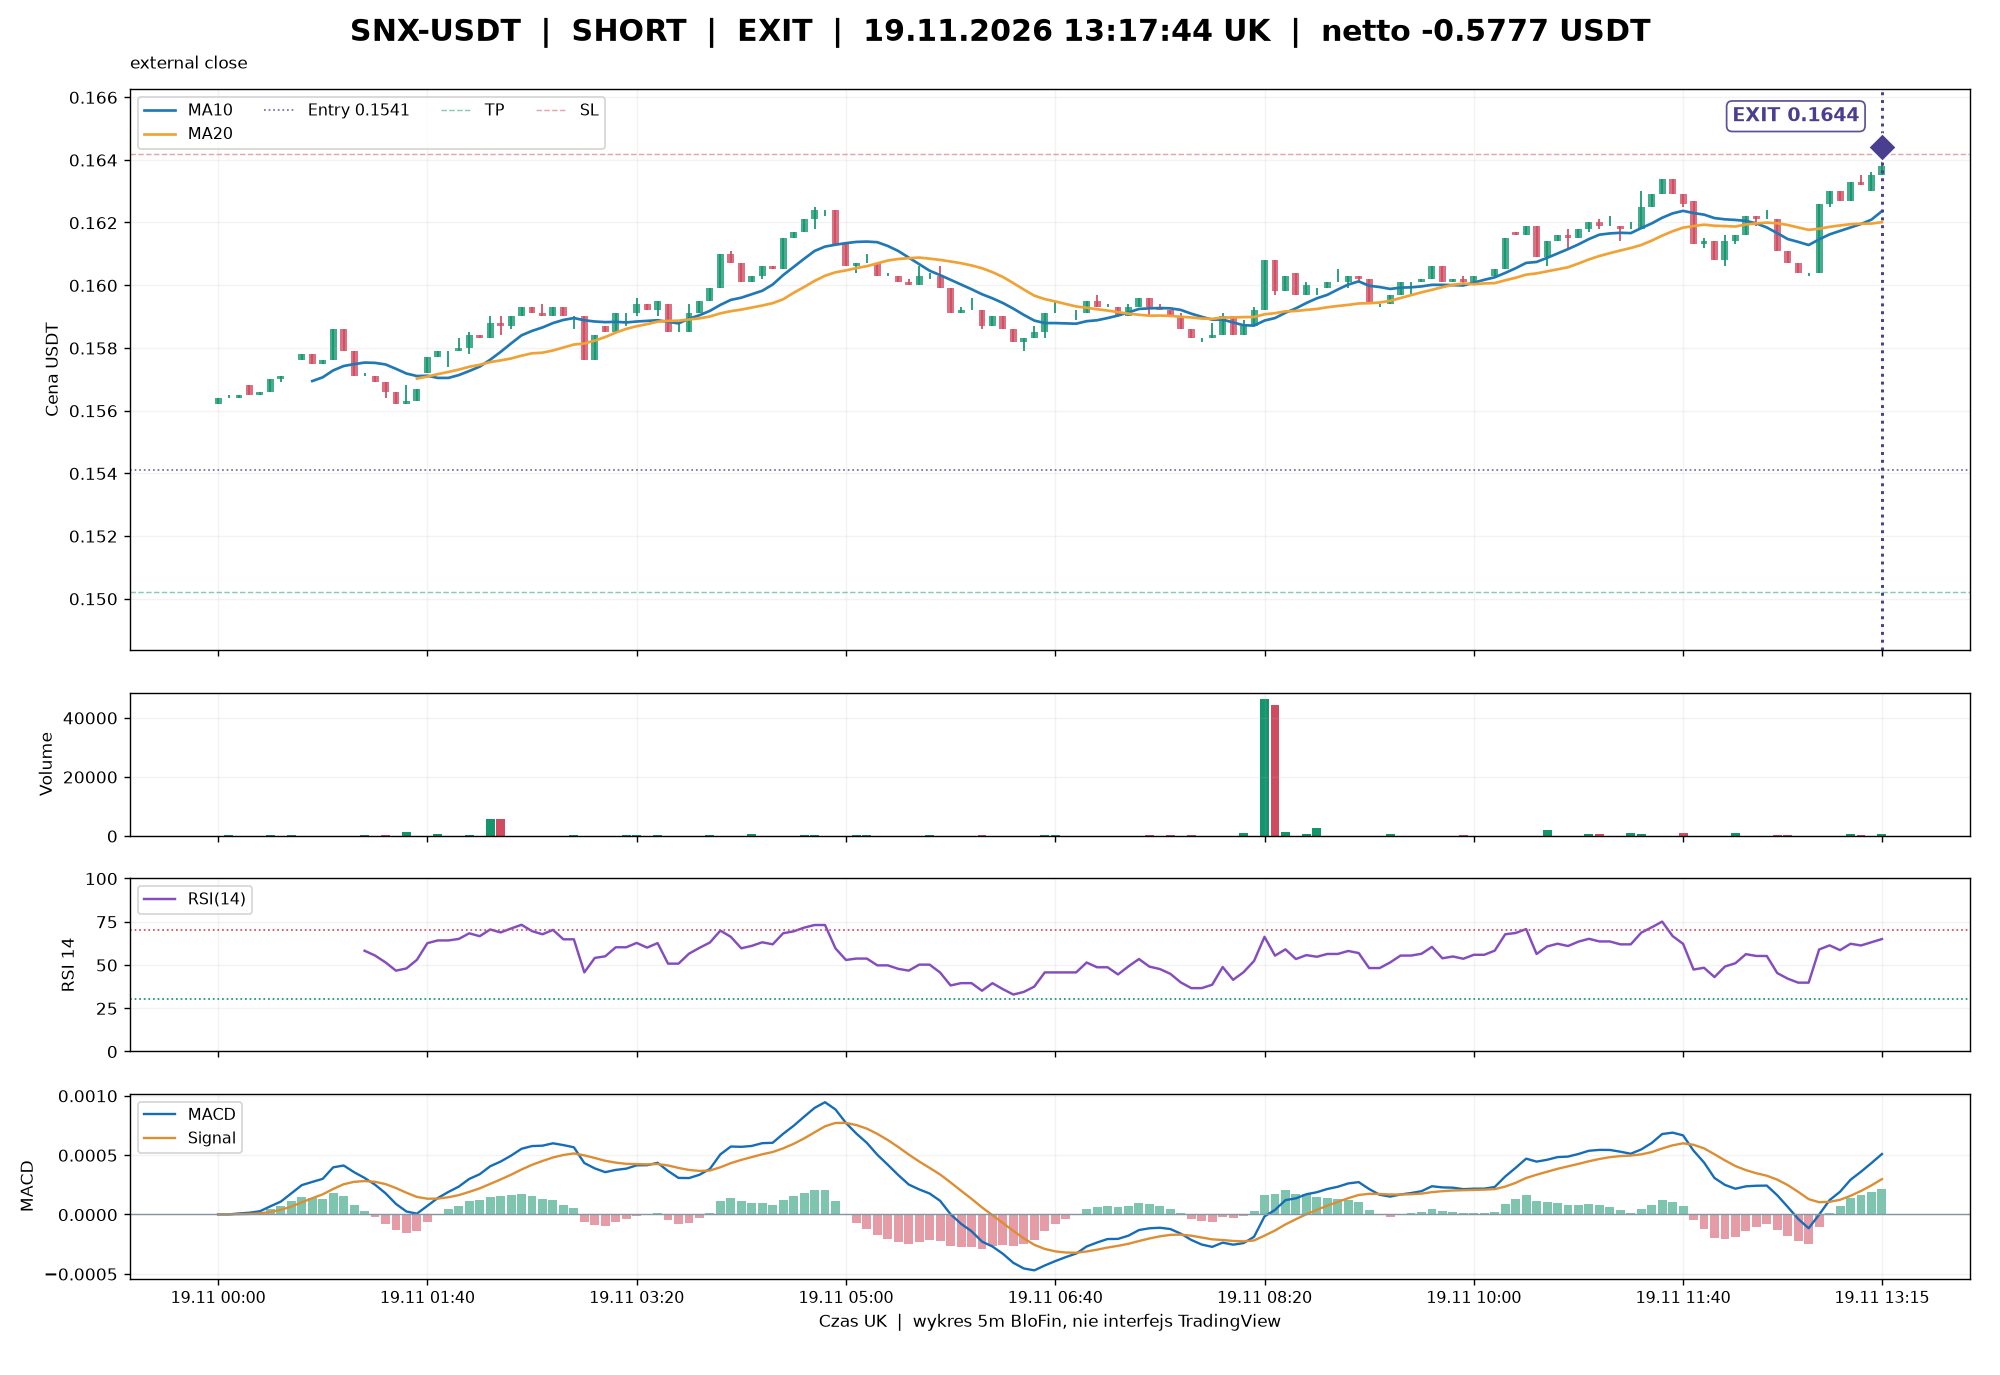 SNX-USDT | SHORT | EXIT | 19.11.2026 13:17:44 UK | netto -0.5777 USDT
external close
MA10
MA20
Entry 0.1541
TP
SL
EXIT 0.1644
0.166
0.164
0.162
0.160
0.158
0.156
0.154
0.152
0.150
Cena USDT
40000
20000
0
Volume
RSI(14)
100
75
50
25
0
RSI 14
MACD
Signal
0.0010
0.0005
0.0000
−0.0005
MACD
19.11 00:00 19.11 01:40 19.11 03:20 19.11 05:00 19.11 06:40 19.11 08:20 19.11 10:00 19.11 11:40 19.11 13:15
Czas UK | wykres 5m BloFin, nie interfejs TradingView